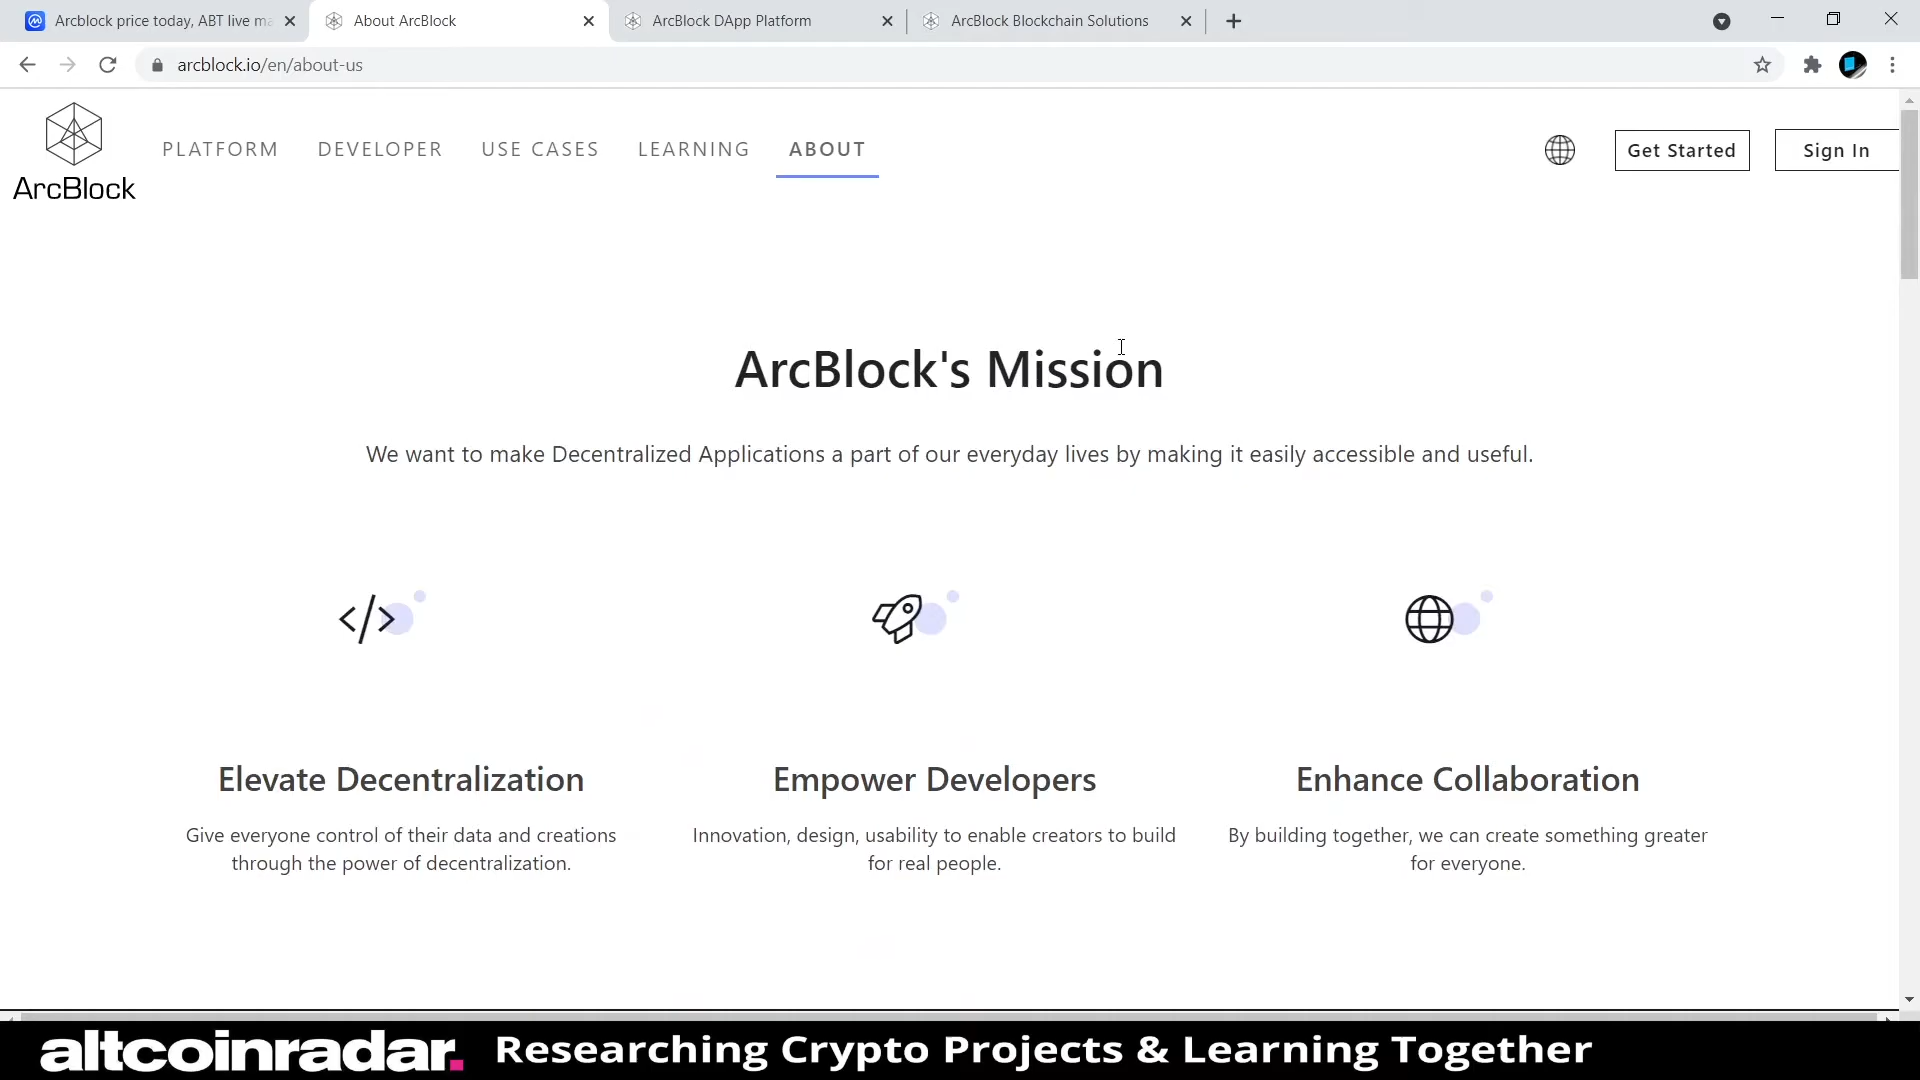 Arcblock price today, ABT live ma
About ArcBlock
ArcBlock DApp Platform
ArcBlock Blockchain Solutions
arcblock.io/en/about-us
ArcBlock
PLATFORM
DEVELOPER
USE CASES
LEARNING
ABOUT
Get Started
Sign In
ArcBlock's Mission
We want to make Decentralized Applications a part of our everyday lives by making it easily accessible and useful.
Elevate Decentralization
Give everyone control of their data and creations
through the power of decentralization.
Empower Developers
Innovation, design, usability to enable creators to build
for real people.
Enhance Collaboration
By building together, we can create something greater
for everyone.
altcoinradar. Researching Crypto Projects & Learning Together